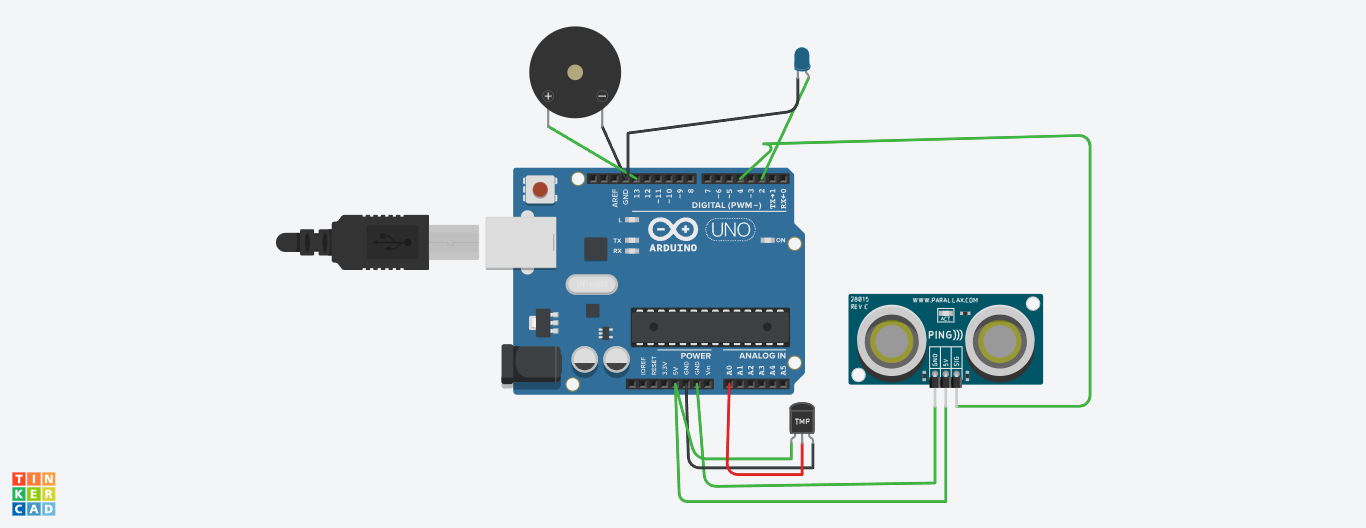 + −
AREF
GND
13
12
~11
~10
~9
8
7
~6
~5
4
~3
2
TX→1
RX←0
DIGITAL (PWM~)
L
TX
RX
UNO
ARDUINO
ON
28015
REV C
WWW.PARALLAX.COM
ACT
PING)))
GND
5V
SIG
POWER
ANALOG IN
IOREF
RESET
3.3V
5V
GND
GND
Vin
A0
A1
A2
A3
A4
A5
TMP
TIN
KER
CAD